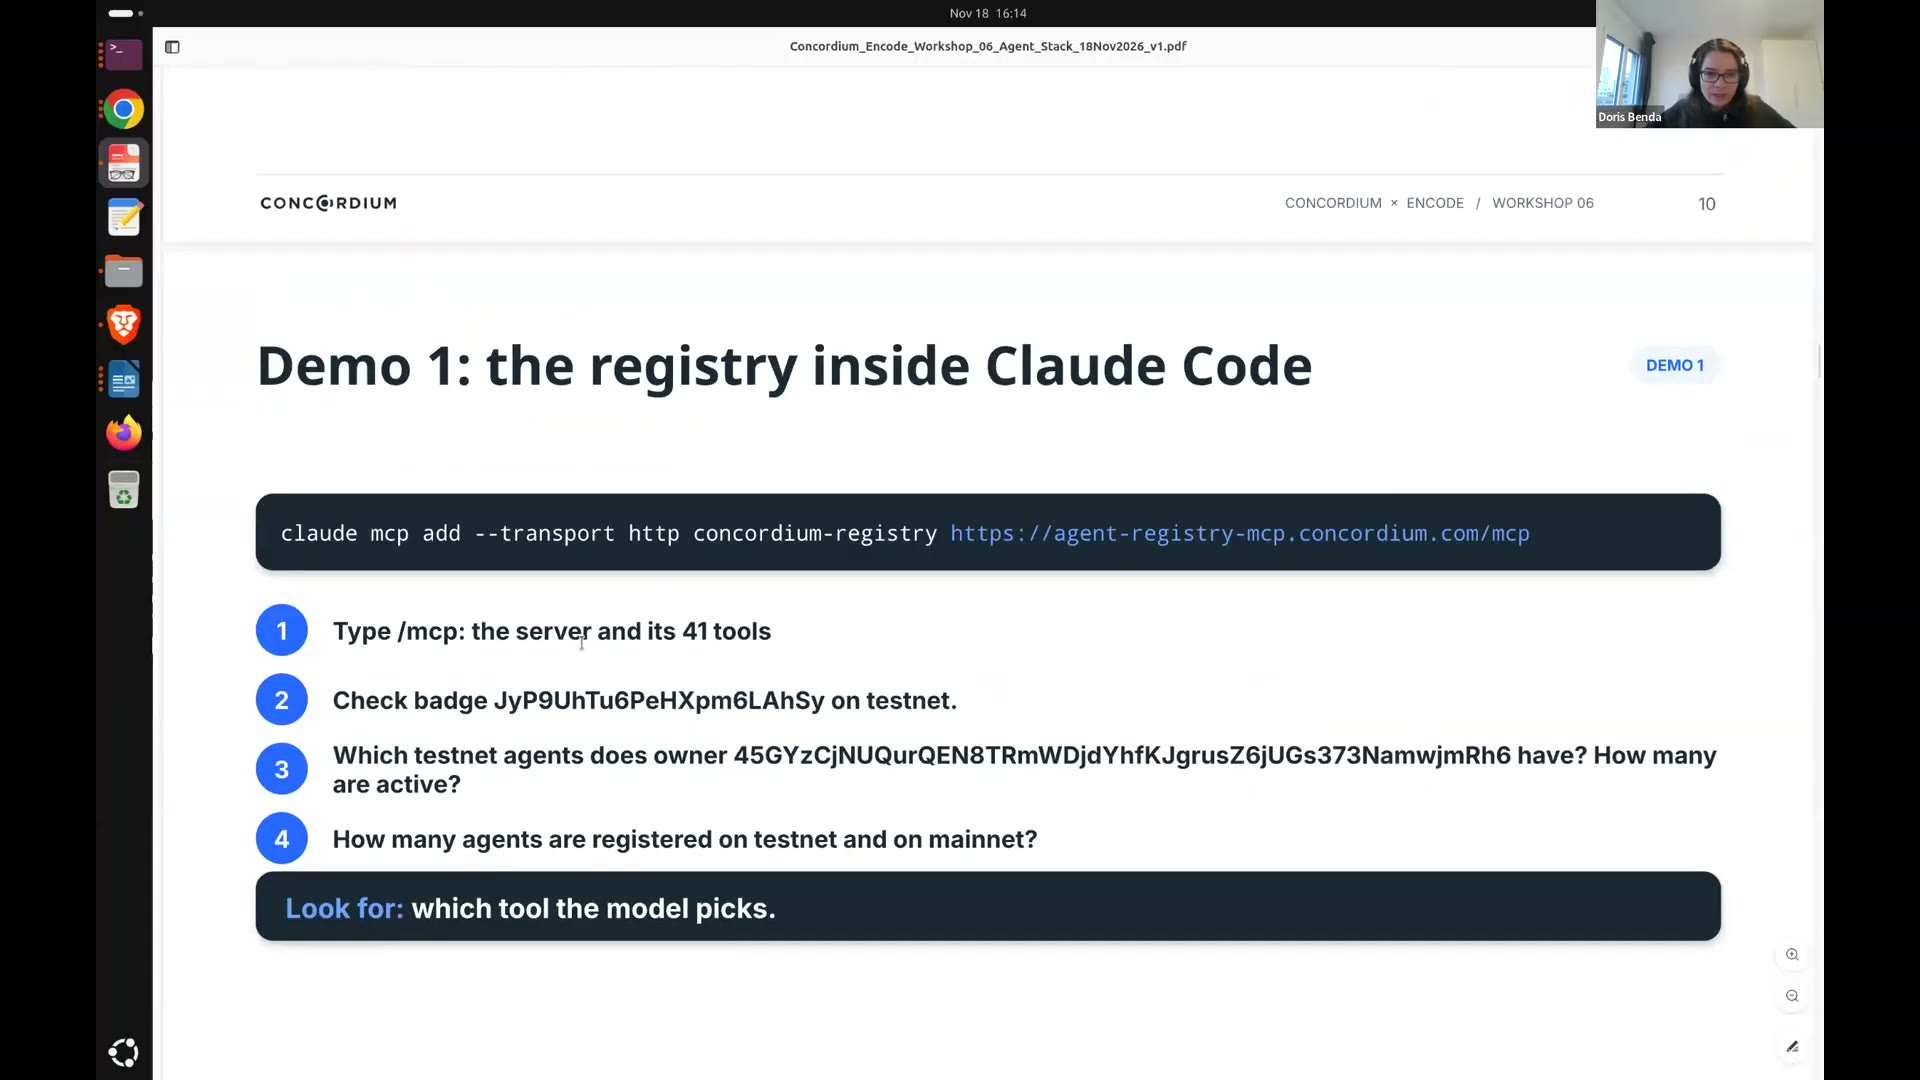 Nov 18 16:14
Concordium_Encode_Workshop_06_Agent_Stack_18Nov2026_v1.pdf
Doris Benda
CONCORDIUM
CONCORDIUM × ENCODE / WORKSHOP 06
10
Demo 1: the registry inside Claude Code
DEMO 1
claude mcp add --transport http concordium-registry https://agent-registry-mcp.concordium.com/mcp
1 Type /mcp: the server and its 41 tools
2 Check badge JyP9UhTu6PeHXpm6LAhSy on testnet.
3 Which testnet agents does owner 45GYzCjNUQurQEN8TRmWDjdYhfKJgrusZ6jUGs373NamwjmRh6 have? How many
are active?
4 How many agents are registered on testnet and on mainnet?
Look for: which tool the model picks.